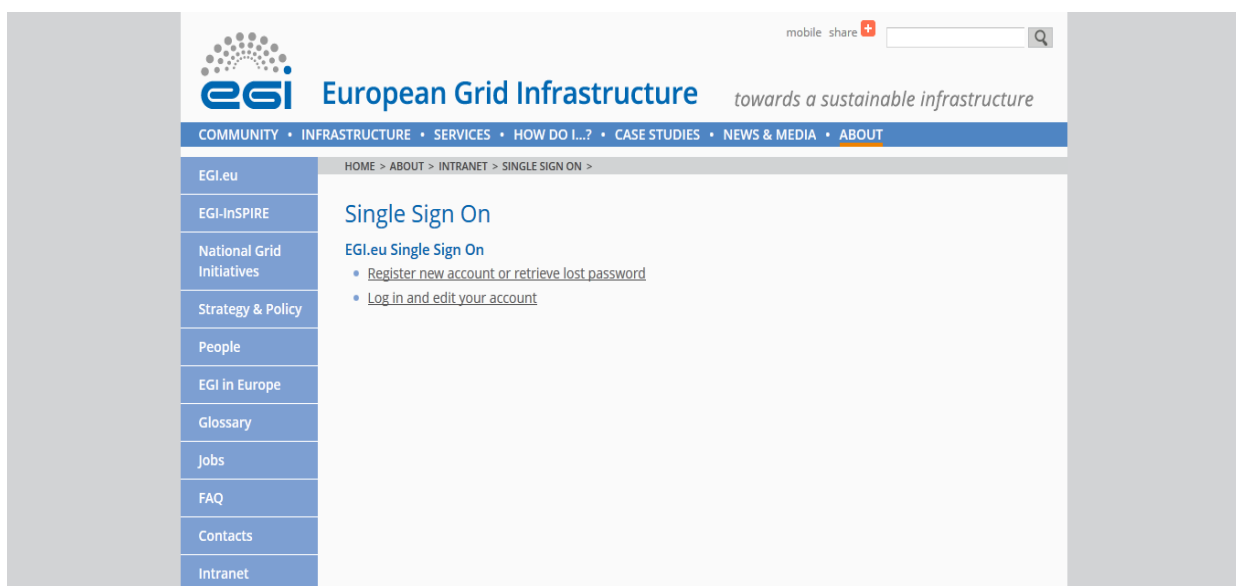 mobile share
egi
European Grid Infrastructure
towards a sustainable infrastructure
COMMUNITY • INFRASTRUCTURE • SERVICES • HOW DO I...? • CASE STUDIES • NEWS & MEDIA • ABOUT
HOME > ABOUT > INTRANET > SINGLE SIGN ON >
EGI.eu
EGI-InSPIRE
National Grid
Initiatives
Strategy & Policy
People
EGI in Europe
Glossary
Jobs
FAQ
Contacts
Intranet
Single Sign On
EGI.eu Single Sign On
• Register new account or retrieve lost password
• Log in and edit your account